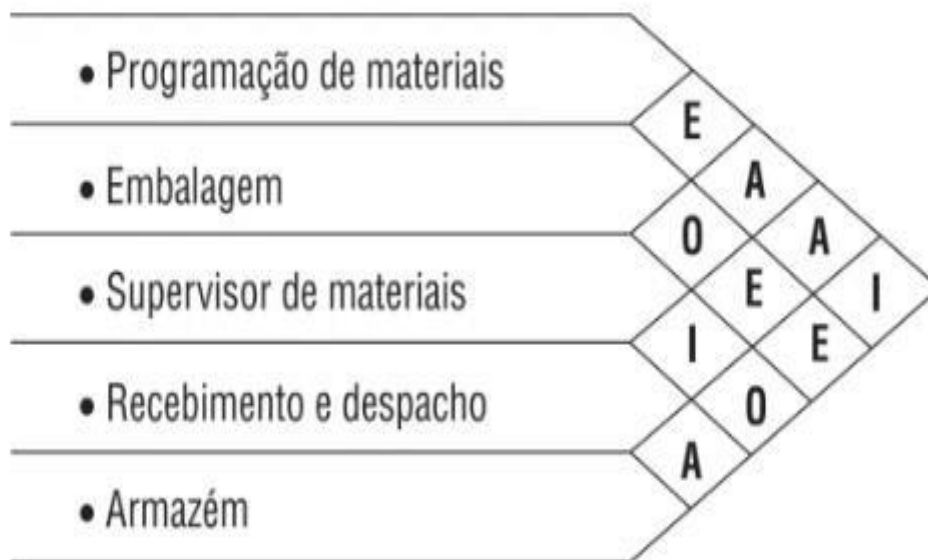 • Programação de materiais
E
A
• Embalagem
O
A
E
I
• Supervisor de materiais
I
E
O
• Recebimento e despacho
A
• Armazém